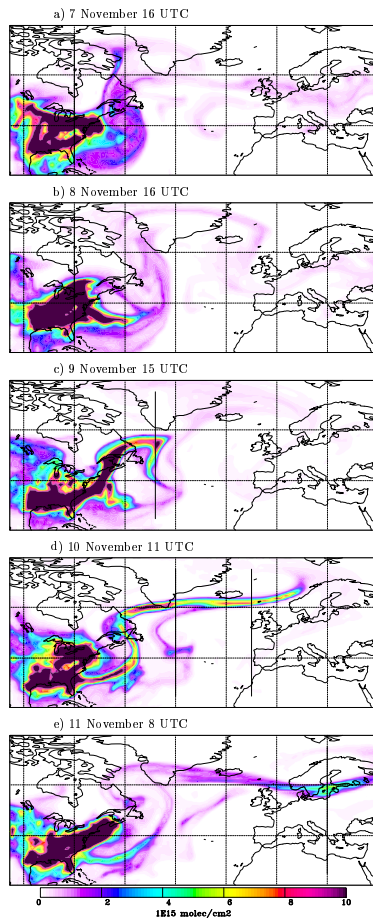 a) 7 November 16 UTC
b) 8 November 16 UTC
c) 9 November 15 UTC
d) 10 November 11 UTC
e) 11 November 8 UTC
0 2 4 6 8 10
1E15 molec/cm2